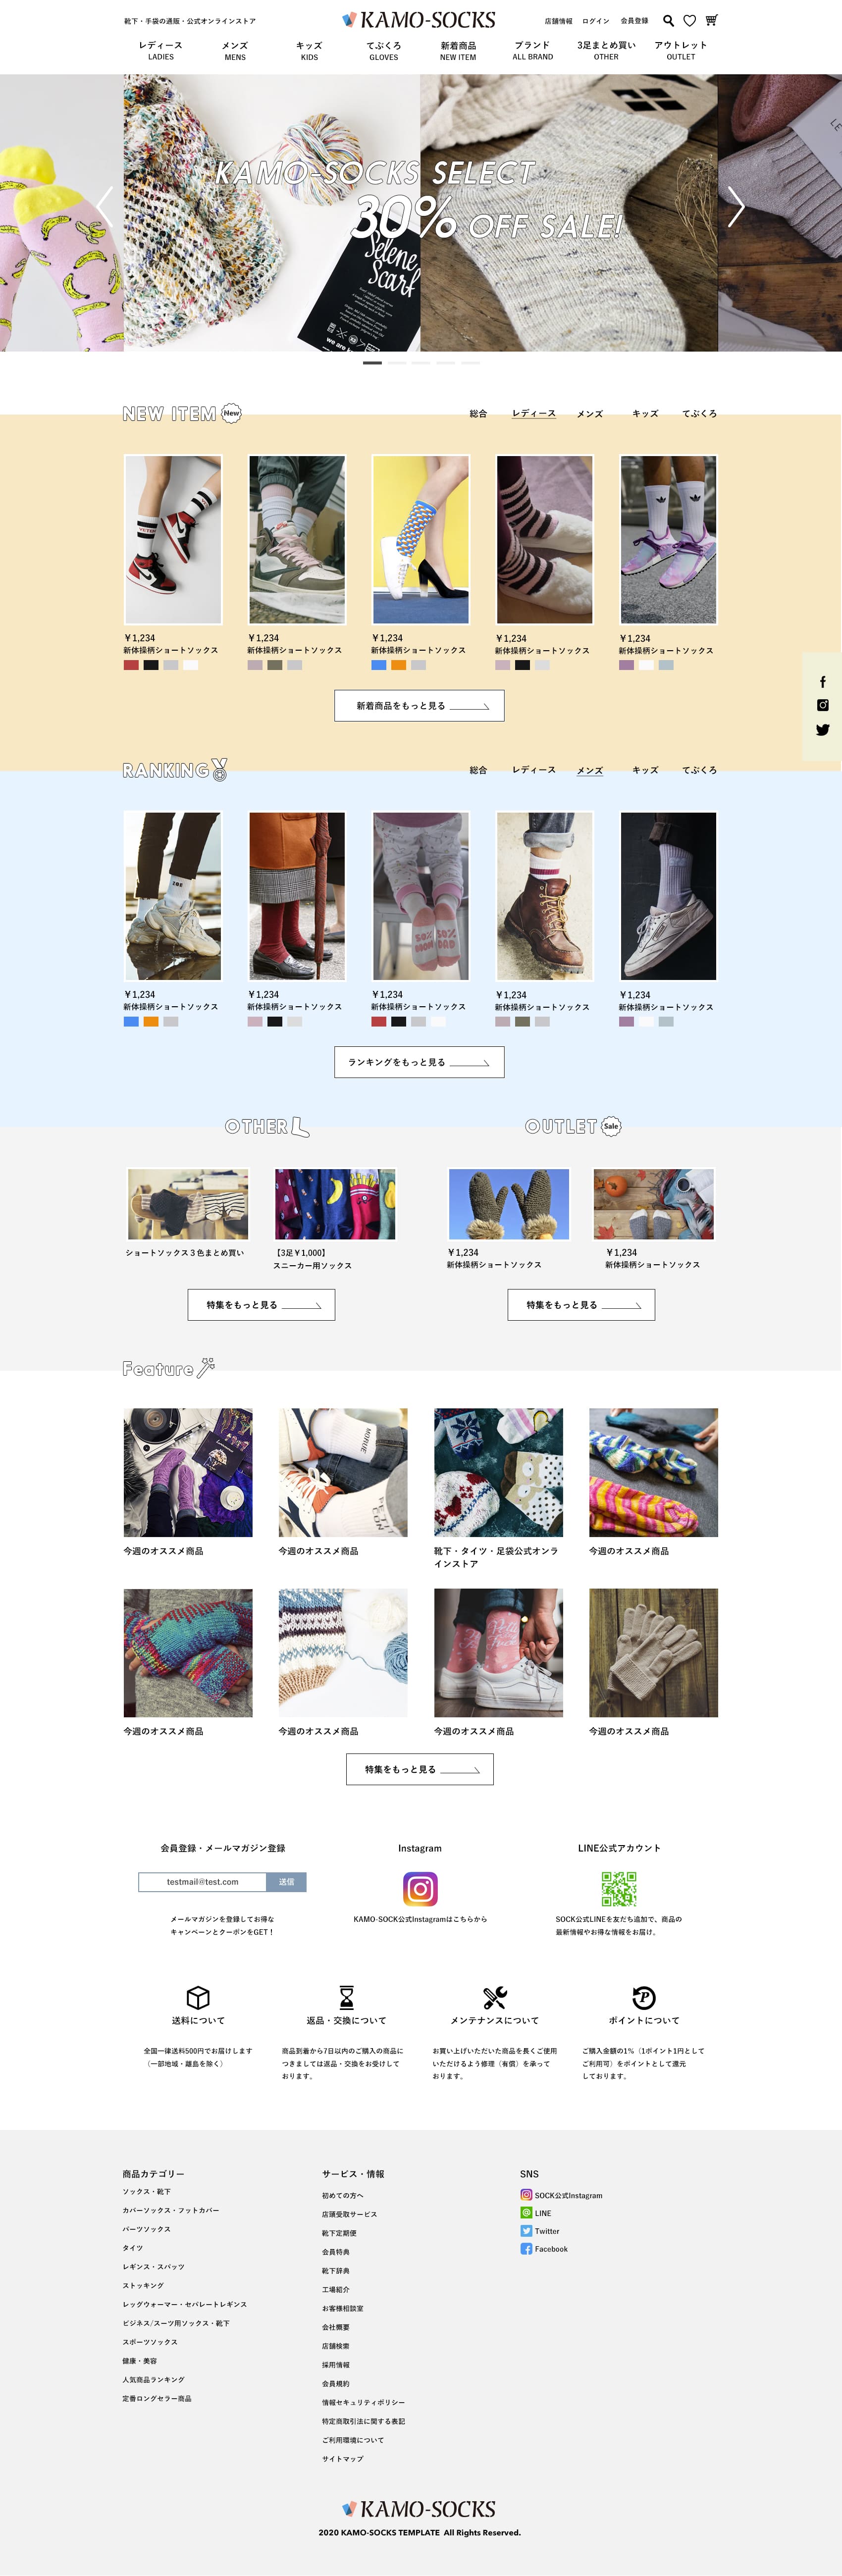 靴下・手袋の通販・公式オンラインストア
KAMO-SOCKS
店舗情報 ログイン 会員登録
レディース メンズ キッズ てぶくろ 新着商品 ブランド 3足まとめ買い アウトレット
LADIES MENS KIDS GLOVES NEW ITEM ALL BRAND OTHER OUTLET
KAMO-SOCKS SELECT
30% OFF SALE!
Selene
Scarf
NEW ITEM New
総合 レディース メンズ キッズ てぶくろ
￥1,234 ￥1,234 ￥1,234 ￥1,234 ￥1,234
新体操柄ショートソックス 新体操柄ショートソックス 新体操柄ショートソックス 新体操柄ショートソックス 新体操柄ショートソックス
新着商品をもっと見る
RANKING
総合 レディース メンズ キッズ てぶくろ
50% 50%
MOM DAD
￥1,234 ￥1,234 ￥1,234 ￥1,234 ￥1,234
新体操柄ショートソックス 新体操柄ショートソックス 新体操柄ショートソックス 新体操柄ショートソックス 新体操柄ショートソックス
ランキングをもっと見る
OTHER
OUTLET Sale
ショートソックス３色まとめ買い
【3足￥1,000】
スニーカー用ソックス
￥1,234 ￥1,234
新体操柄ショートソックス 新体操柄ショートソックス
特集をもっと見る 特集をもっと見る
Feature
今週のオススメ商品 今週のオススメ商品 靴下・タイツ・足袋公式オンラ 今週のオススメ商品
インストア
今週のオススメ商品 今週のオススメ商品 今週のオススメ商品 今週のオススメ商品
特集をもっと見る
会員登録・メールマガジン登録 Instagram LINE公式アカウント
testmail@test.com 送信
メールマガジンを登録してお得な
キャンペーンとクーポンをGET！
KAMO-SOCK公式Instagramはこちらから
SOCK公式LINEを友だち追加で、商品の
最新情報やお得な情報をお届け。
送料について 返品・交換について メンテナンスについて ポイントについて
全国一律送料500円でお届けします
（一部地域・離島を除く）
商品到着から7日以内のご購入の商品に
つきましては返品・交換をお受けして
おります。
お買い上げいただいた商品を長くご使用
いただけるよう修理（有償）を承って
おります。
ご購入金額の1%（1ポイント1円として
ご利用可）をポイントとして還元
しております。
商品カテゴリー
ソックス・靴下
カバーソックス・フットカバー
パーツソックス
タイツ
レギンス・スパッツ
ストッキング
レッグウォーマー・セパレートレギンス
ビジネス/スーツ用ソックス・靴下
スポーツソックス
健康・美容
人気商品ランキング
定番ロングセラー商品
サービス・情報
初めての方へ
店頭受取サービス
靴下定期便
会員特典
靴下辞典
工場紹介
お客様相談室
会社概要
店舗検索
採用情報
会員規約
情報セキュリティポリシー
特定商取引法に関する表記
ご利用環境について
サイトマップ
SNS
SOCK公式Instagram
LINE
Twitter
Facebook
KAMO-SOCKS
2020 KAMO-SOCKS TEMPLATE All Rights Reserved.